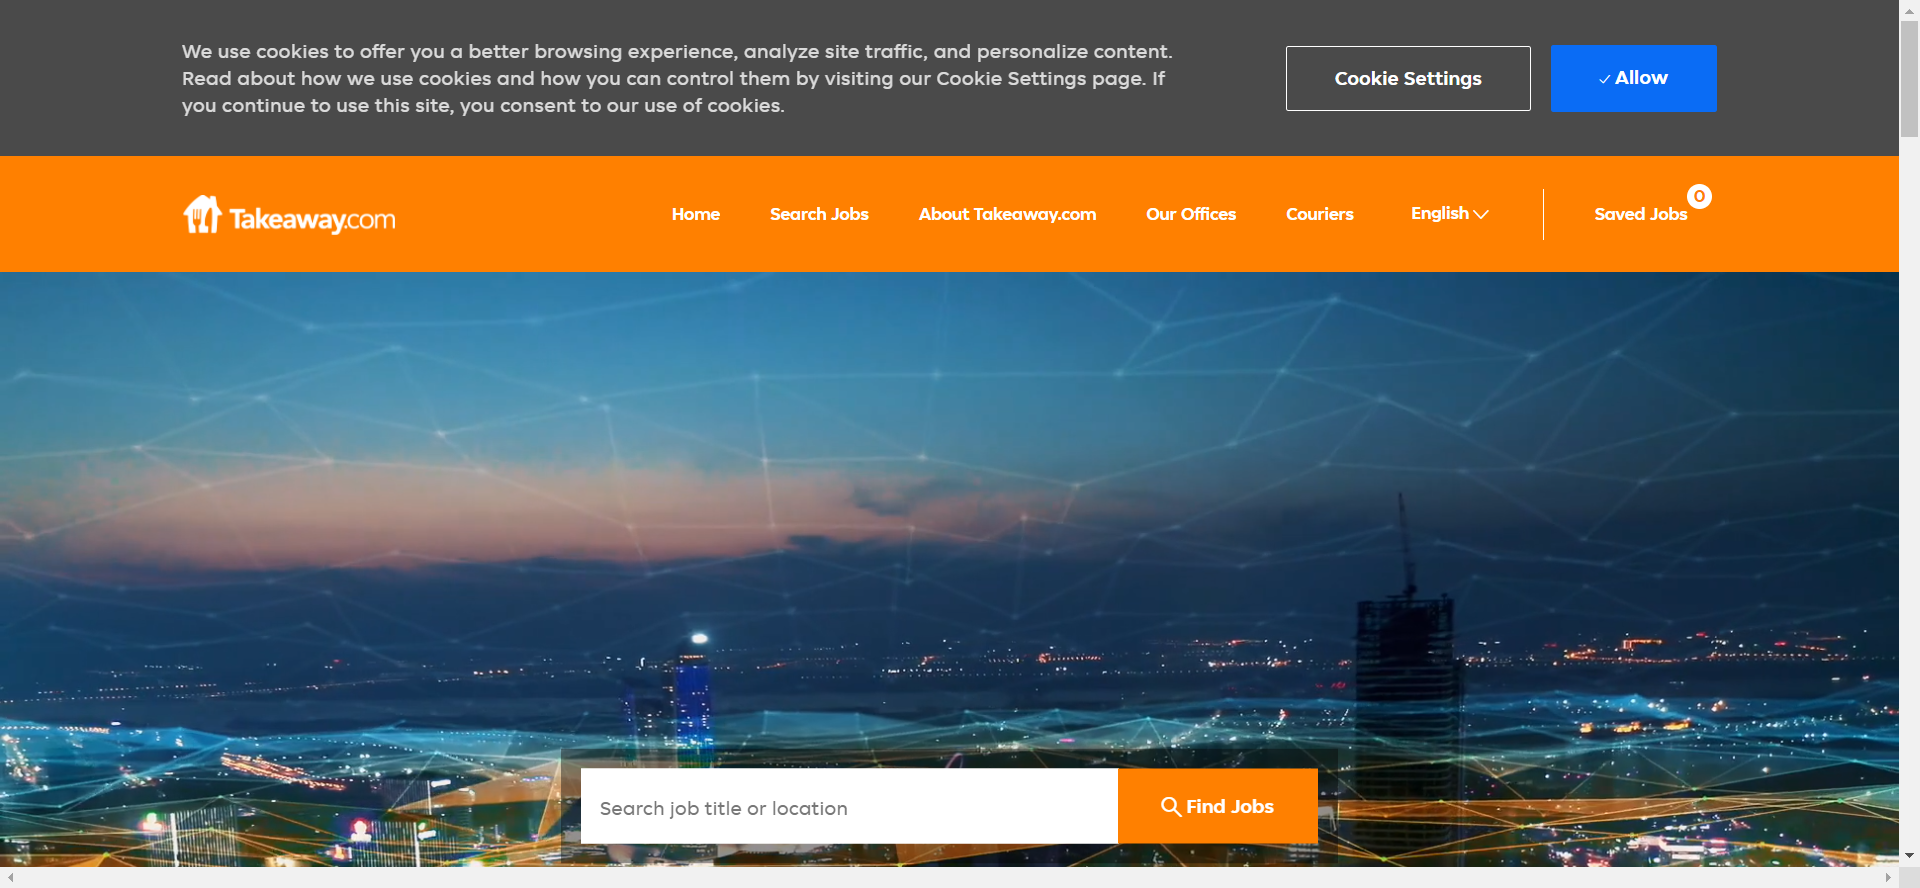 We use cookies to offer you a better browsing experience, analyze site traffic, and personalize content.
Read about how we use cookies and how you can control them by visiting our Cookie Settings page. If
you continue to use this site, you consent to our use of cookies.
Cookie Settings
Allow
Takeaway.com
Home
Search Jobs
About Takeaway.com
Our Offices
Couriers
English
Saved Jobs
0
Search job title or location
Find Jobs